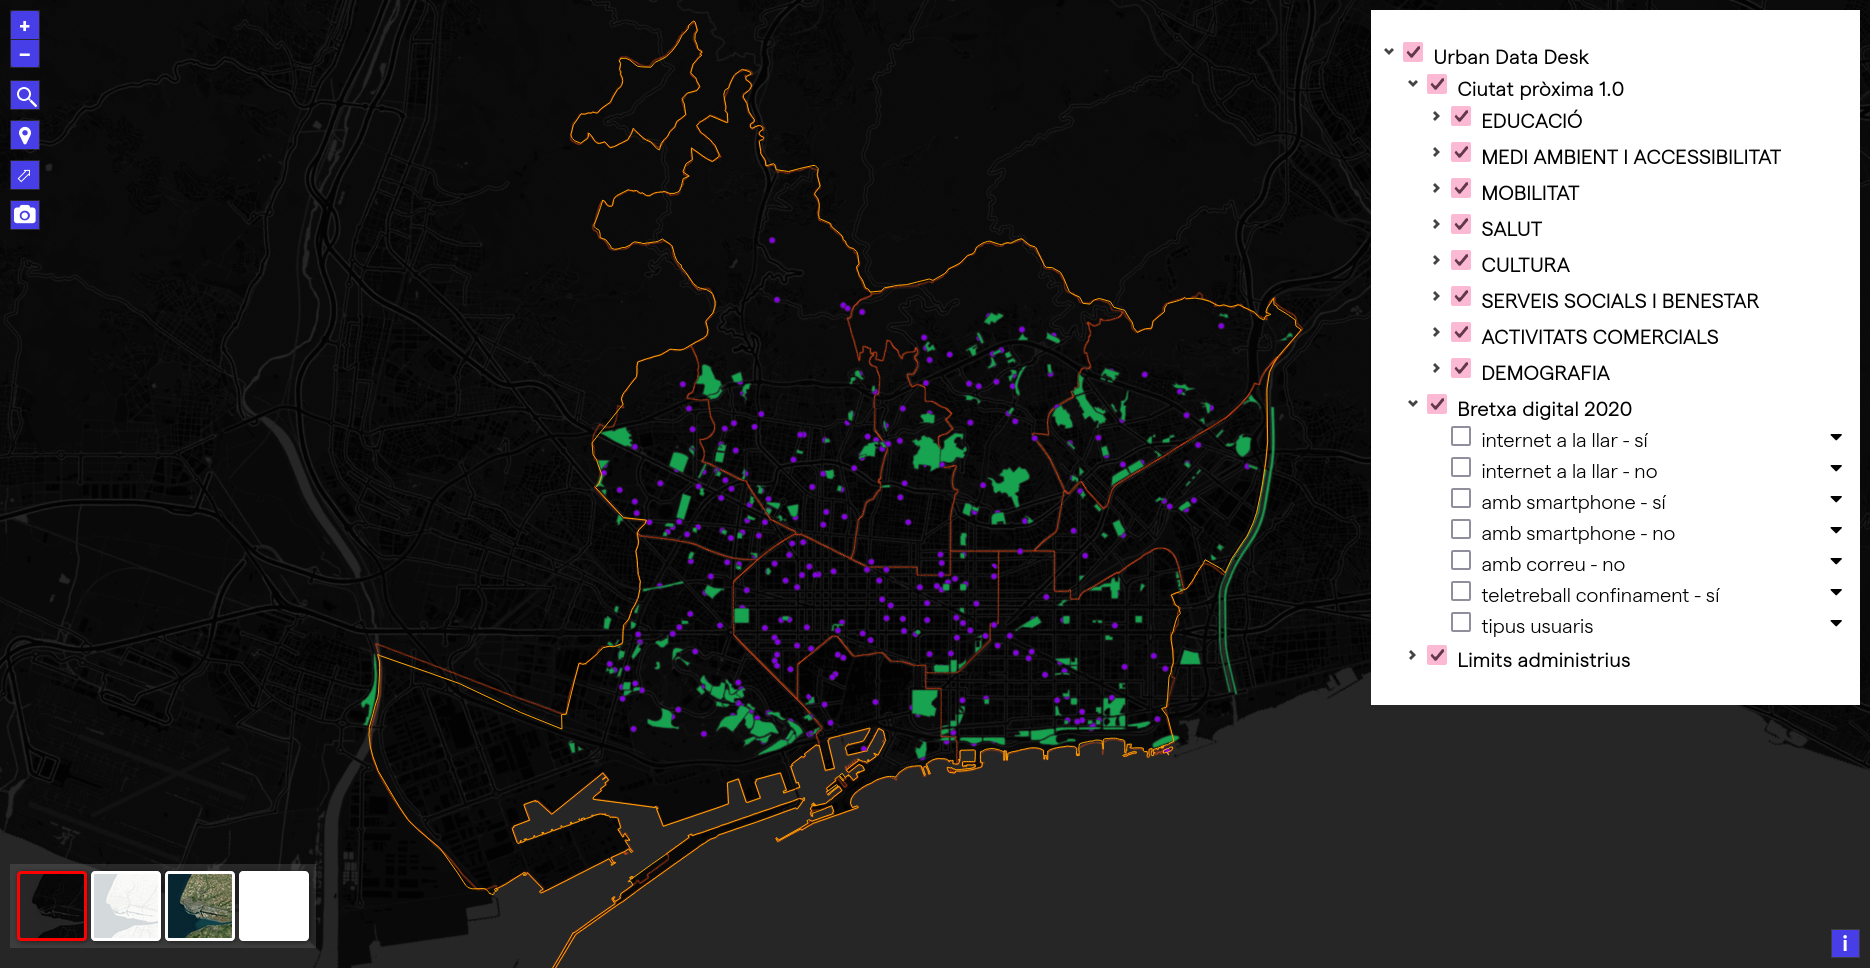 Urban Data Desk
Ciutat pròxima 1.0
EDUCACIÓ
MEDI AMBIENT I ACCESSIBILITAT
MOBILITAT
SALUT
CULTURA
SERVEIS SOCIALS I BENESTAR
ACTIVITATS COMERCIALS
DEMOGRAFIA
Bretxa digital 2020
internet a la llar - sí
internet a la llar - no
amb smartphone - sí
amb smartphone - no
amb correu - no
teletreball confinament - sí
tipus usuaris
Limits administrius